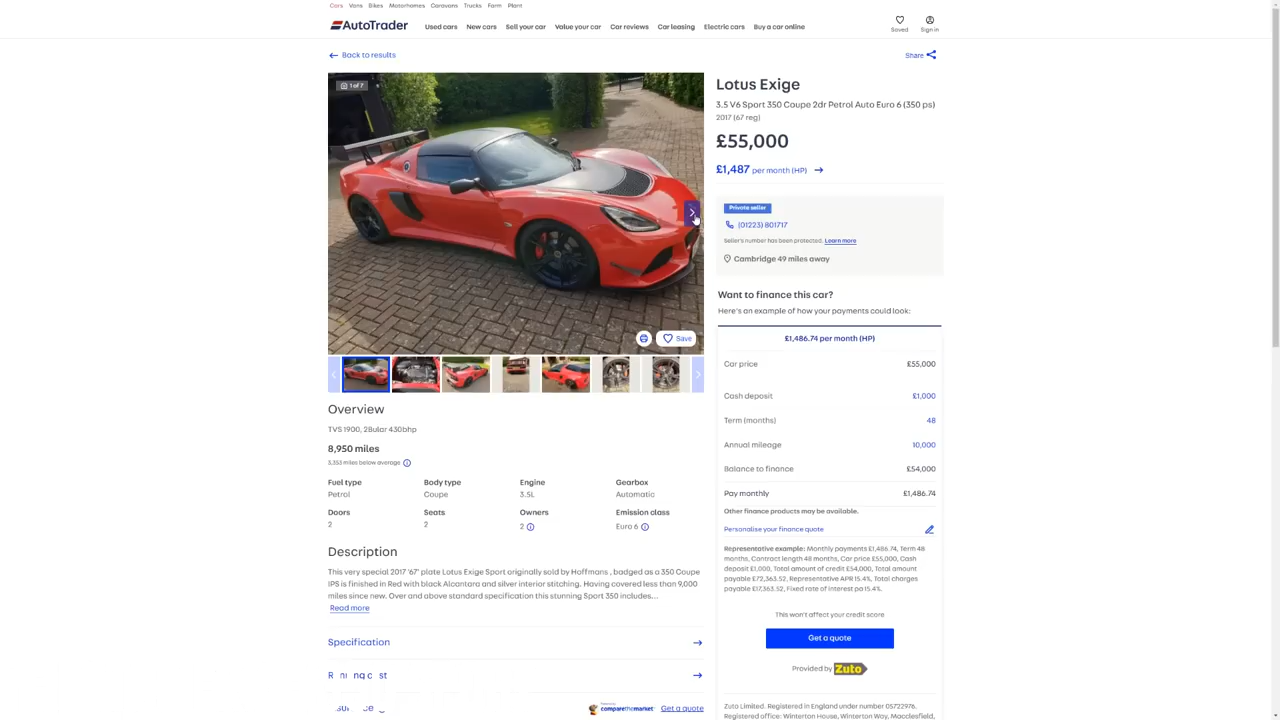 Cars Vans Bikes Motorhomes Caravans Trucks Farm Plant
AutoTrader
Used cars New cars Sell your car Value your car Car reviews Car leasing Electric cars Buy a car online
Saved Sign in
Back to results
Share
1 of 7
Save
Lotus Exige
3.5 V6 Sport 350 Coupe 2dr Petrol Auto Euro 6 (350 ps)
2017 (67 reg)
£55,000
£1,487 per month (HP)
Private seller
(01223) 801717
Seller's number has been protected. Learn more
Cambridge 49 miles away
Want to finance this car?
Here's an example of how your payments could look:
£1,486.74 per month (HP)
Car price £55,000
Cash deposit £1,000
Term (months) 48
Annual mileage 10,000
Balance to finance £54,000
Pay monthly £1,486.74
Other finance products may be available.
Personalise your finance quote
Representative example: Monthly payments £1,486.74, Term 48
months, Contract length 48 months, Car price £55,000, Cash
deposit £1,000, Total amount of credit £54,000, Total amount
payable £72,363.52, Representative APR 15.4%, Total charges
payable £17,363.52, Fixed rate of interest pa 15.4%.
This won't affect your credit score
Get a quote
Provided by Zuto
Zuto Limited. Registered in England under number 05722976.
Registered office: Winterton House, Winterton Way, Macclesfield,
Overview
TVS 1900, 28ular 430bhp
8,950 miles
3,353 miles below average
Fuel type Body type Engine Gearbox
Petrol Coupe 3.5L Automatic
Doors Seats Owners Emission class
2 2 2 Euro 6
Description
This very special 2017 '67' plate Lotus Exige Sport originally sold by Hoffmans , badged as a 350 Coupe
IPS is finished in Red with black Alcantara and silver interior stitching. Having covered less than 9,000
miles since new. Over and above standard specification this stunning Sport 350 includes...
Read more
Specification
comparethemarket Get a quote